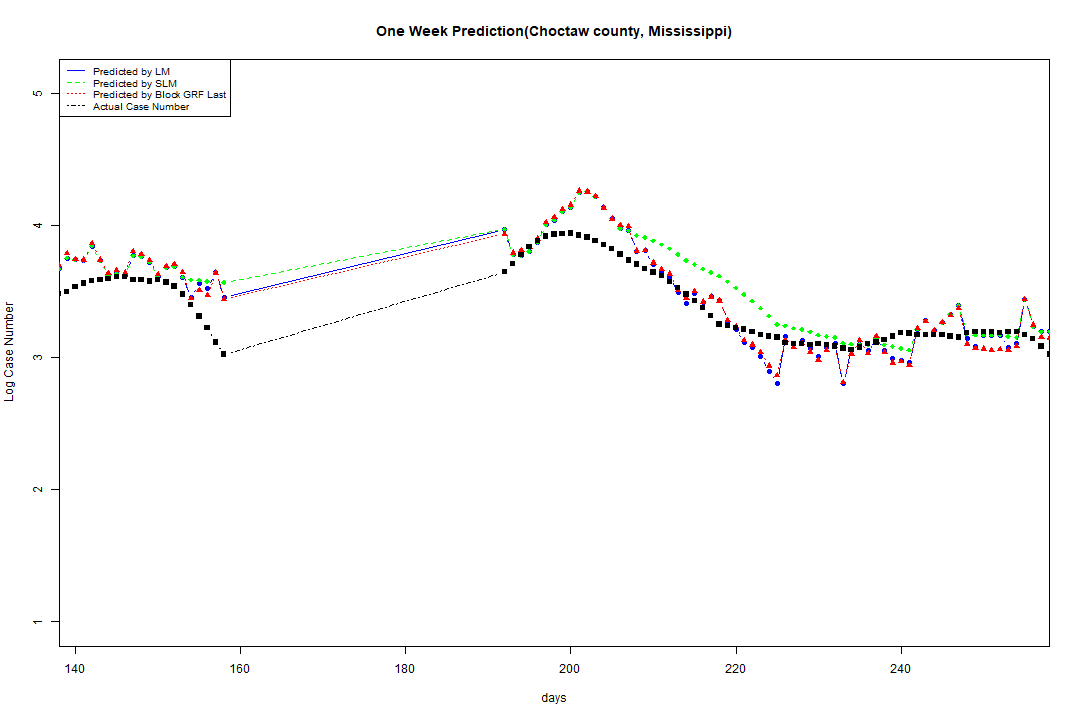 One Week Prediction(Choctaw county, Mississippi)
Predicted by LM
Predicted by SLM
Predicted by Block GRF Last
Actual Case Number
5
4
3
2
1
Log Case Number
140 160 180 200 220 240
days